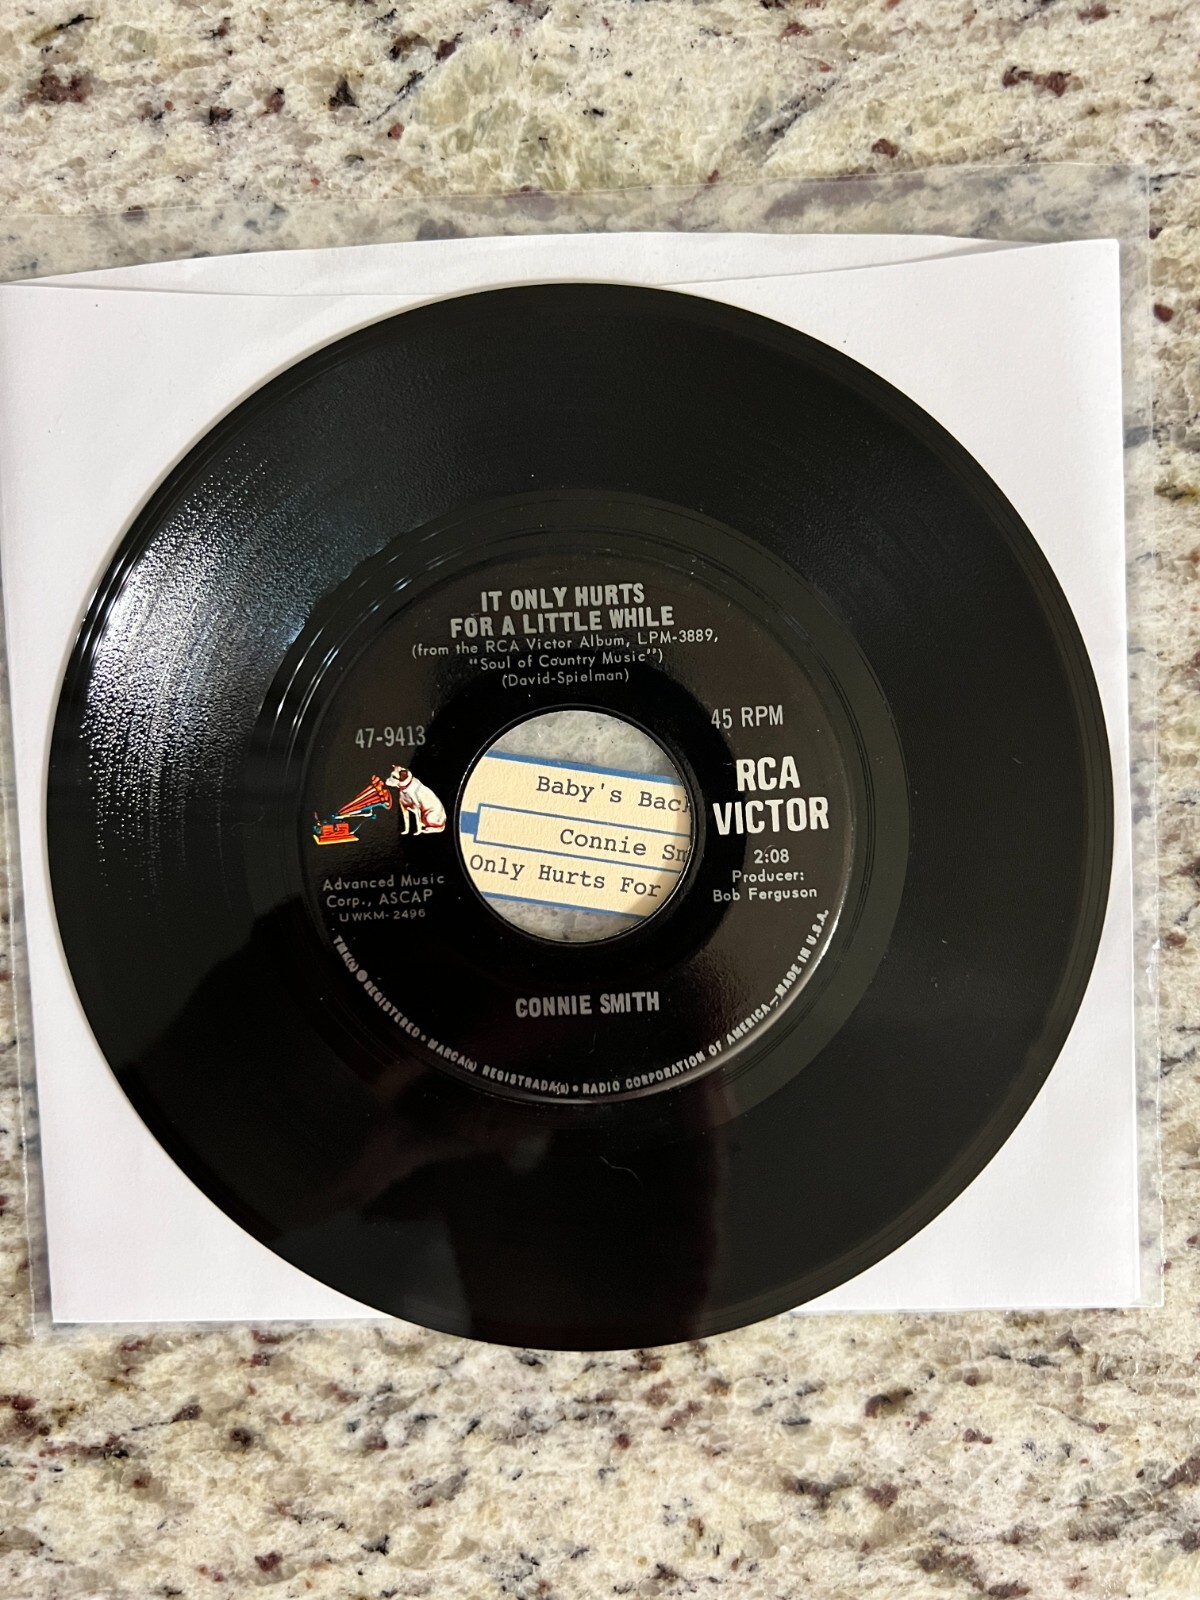 IT ONLY HURTS
FOR A LITTLE WHILE
(from the RCA Victor Album, LPM-3889,
"Soul of Country Music")
(David-Spielman)
47-9413
45 RPM
RCA
VICTOR
2:08
Producer:
Bob Ferguson
Advanced Music
Corp., ASCAP
UWKM-2496
Baby's Back
Connie Sm
Only Hurts For
CONNIE SMITH
TMK(s) ® REGISTERED • MARCA(s) REGISTRADA(s) • RADIO CORPORATION OF AMERICA—MADE IN U.S.A.